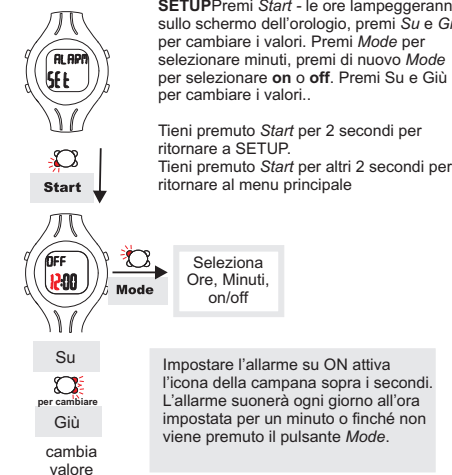 SETUPPremi Start - le ore lampeggerann
sullo schermo dell'orologio, premi Su e Gi
per cambiare i valori. Premi Mode per
selezionare minuti, premi di nuovo Mode
per selezionare on o off. Premi Su e Giù
per cambiare i valori..
Tieni premuto Start per 2 secondi per
ritornare a SETUP.
Tieni premuto Start per altri 2 secondi per
ritornare al menu principale
ALARM
SEt
Start
OFF
12:00
Mode
Seleziona
Ore, Minuti,
on/off
Su
per cambiare
Giù
cambia
valore
Impostare l'allarme su ON attiva
l'icona della campana sopra i secondi.
L'allarme suonerà ogni giorno all'ora
impostata per un minuto o finché non
viene premuto il pulsante Mode.